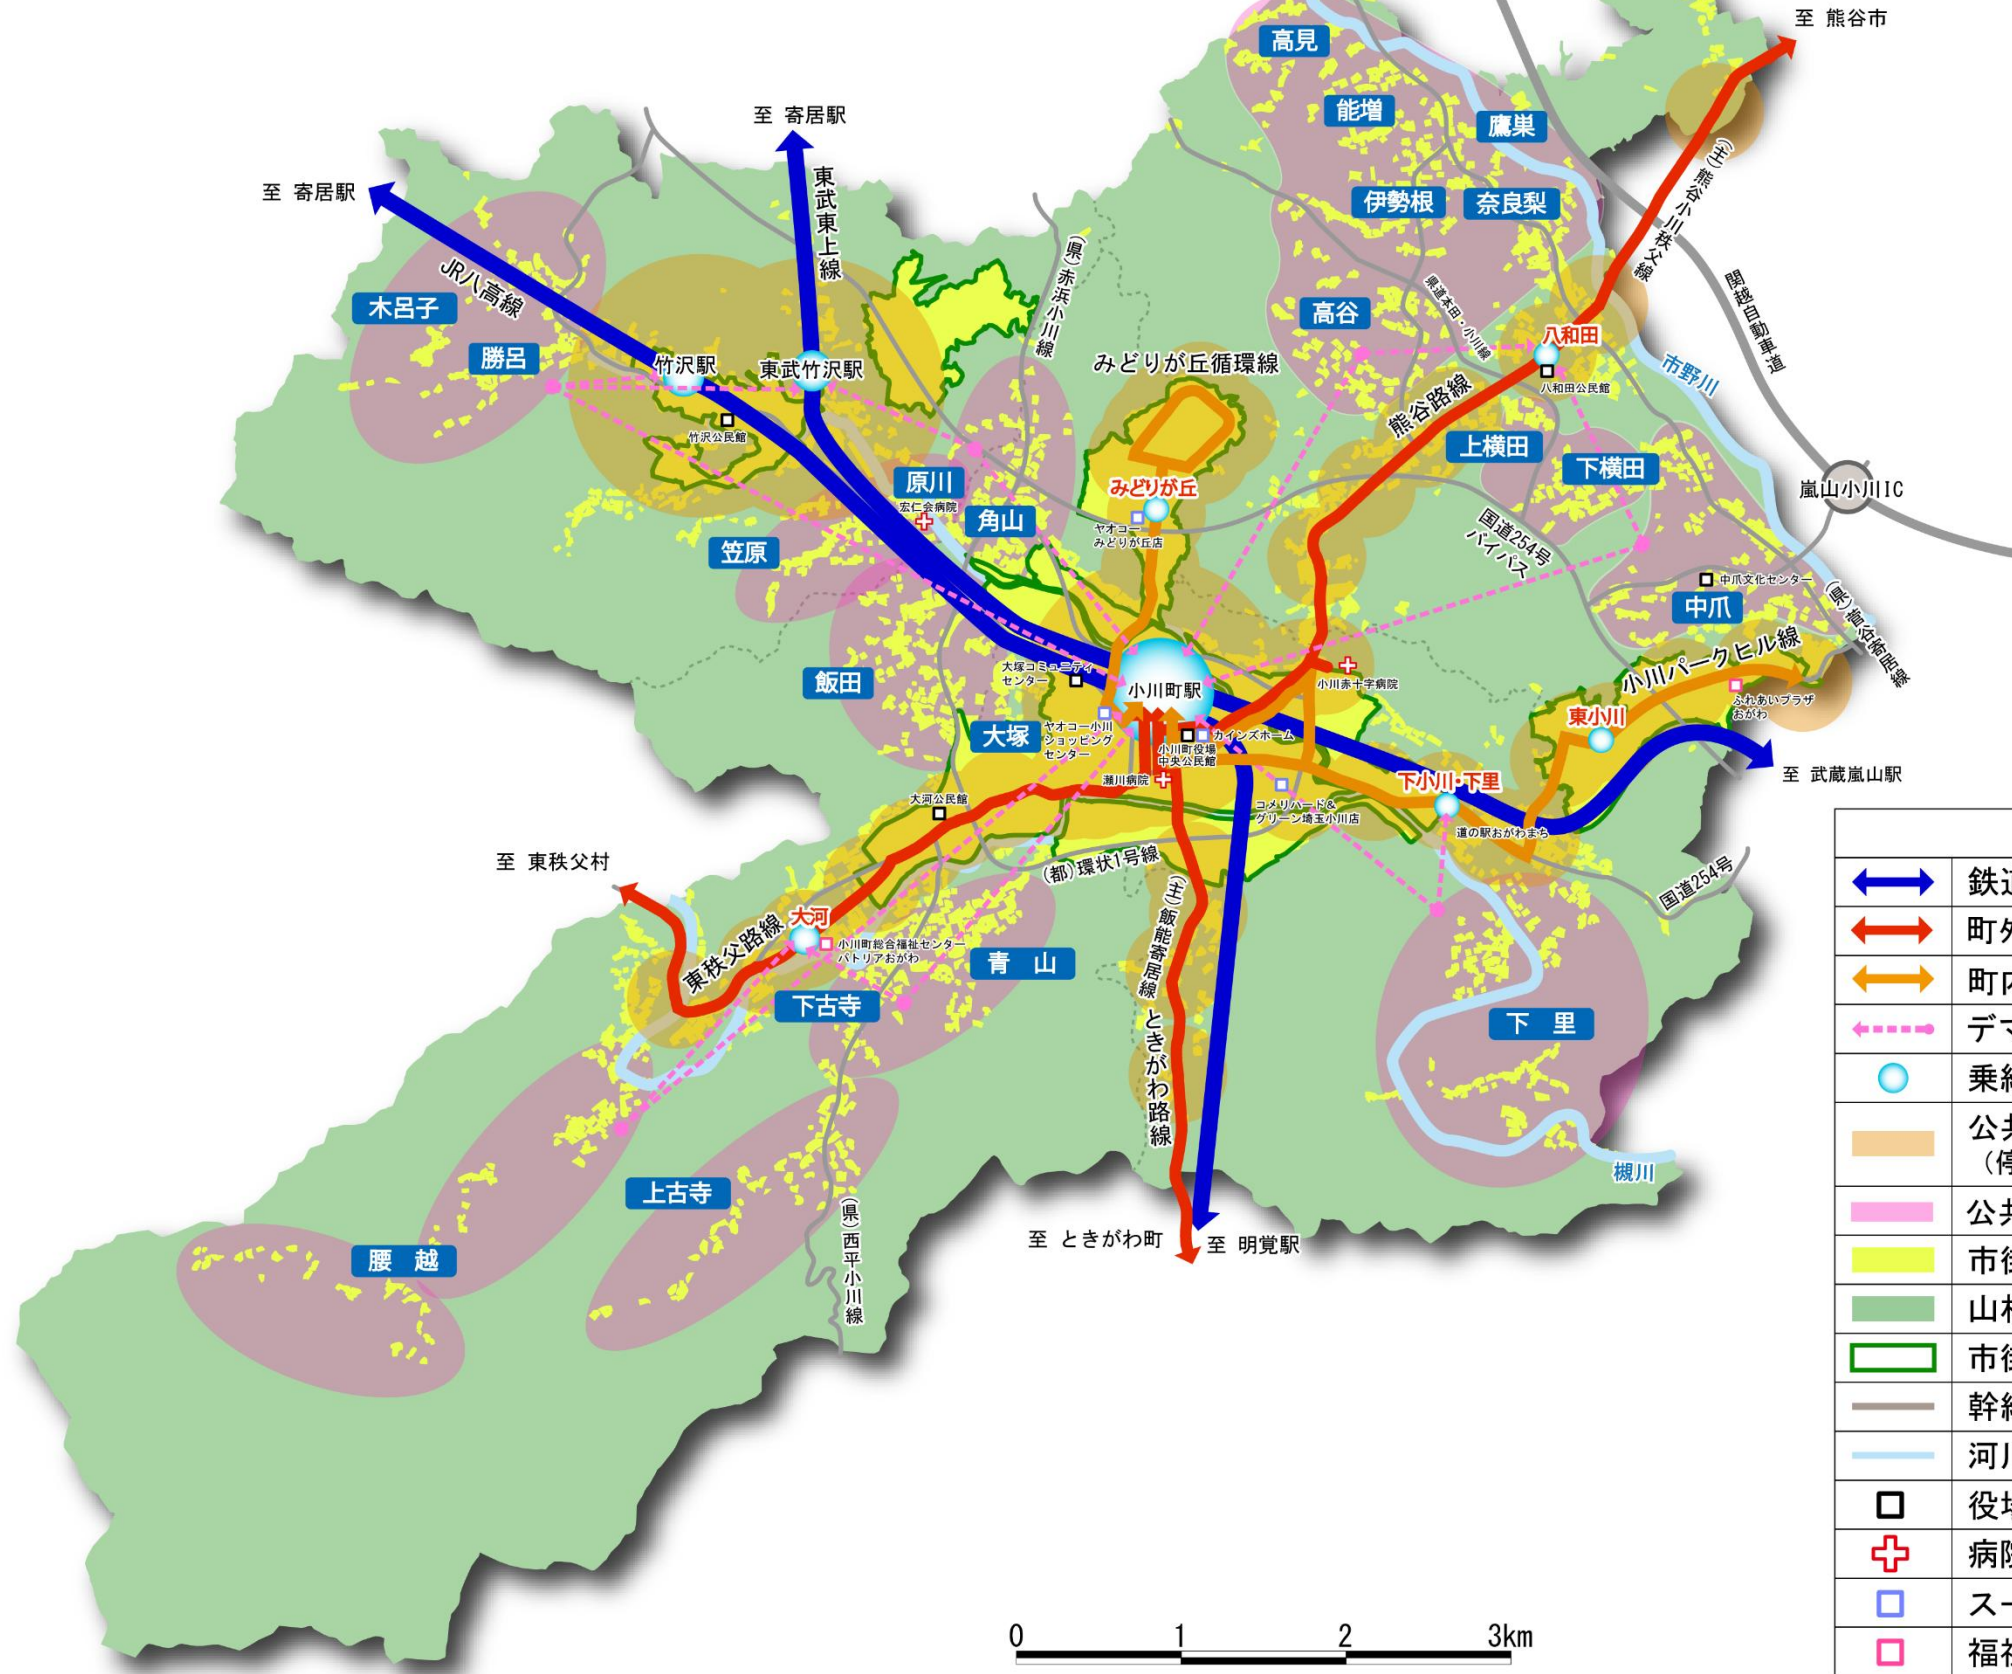 至 熊谷市
高見
能増
鷹巣
至 寄居駅
至 寄居駅
東武東上線
(主)熊谷小川秩父線
伊勢根
奈良梨
JR八高線
(県)赤浜小川線
関越自動車道
木呂子
高谷
県道本田・小川線
八和田
勝呂
竹沢駅
東武竹沢駅
みどりが丘循環線
市野川
八和田公民館
熊谷路線
竹沢公民館
上横田
下横田
原川
宏仁会病院
みどりが丘
嵐山小川IC
角山
ヤオコー
みどりが丘店
国道254号
バイパス
笠原
中爪文化センター
中爪
(県)菅谷寄居線
大塚コミュニティ
センター
小川町駅
小川赤十字病院
小川パークヒル線
飯田
ふれあいプラザ
おがわ
東小川
大塚
ヤオコー小川
ショッピング
センター
カインズホーム
小川町役場
中央公民館
瀬川病院
下小川・下里
至 武蔵嵐山駅
大河公民館
コメリハード&
グリーン埼玉小川店
道の駅おがわまち
至 東秩父村
(都)環状1号線
国道254号
(主)飯能寄居線
大河
東秩父路線
小川町総合福祉センター
パトリアおがわ
青 山
下古寺
下 里
ときがわ路線
槻川
上古寺
(県)西平小川線
至 ときがわ町
至 明覚駅
腰 越
鉄
町
町
デ
乗
公
(停
公
市
山
市
幹
河
役
病
ス
福
0 1 2 3km